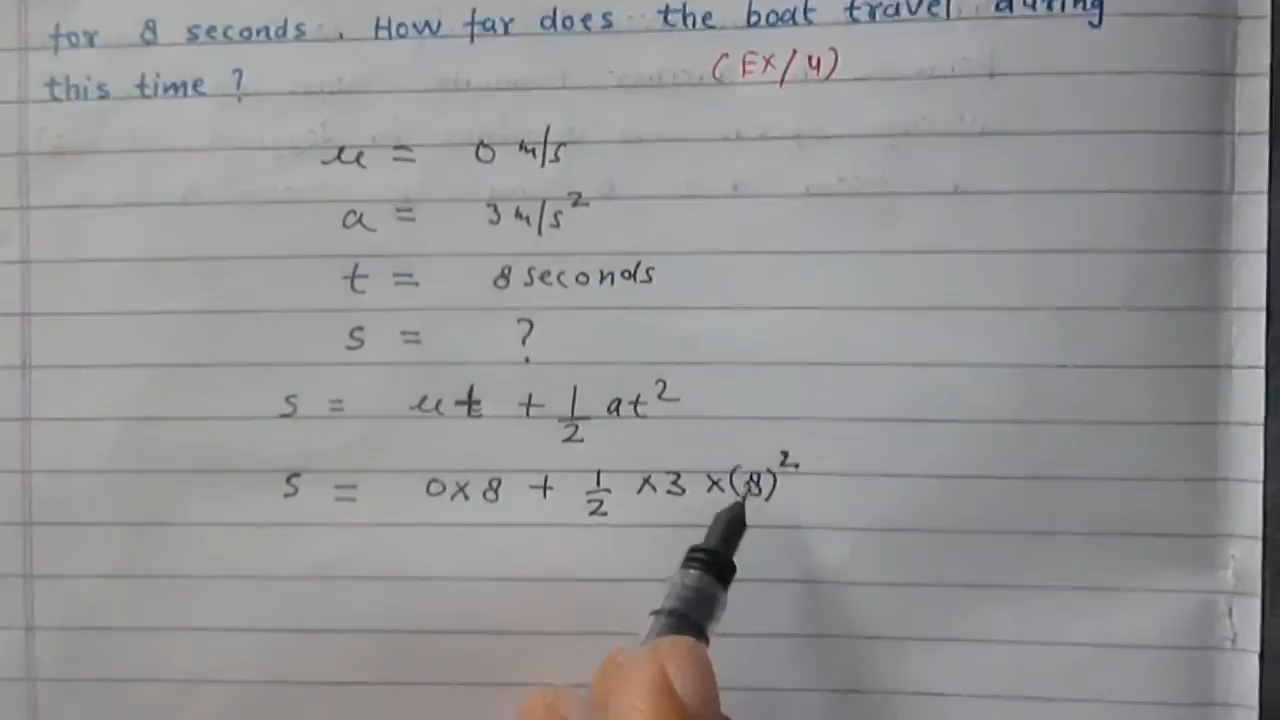 for 8 seconds. How far does the boat travel during
this time ?
(EX/4)
u = 0 m/s
a = 3 m/s²
t = 8 seconds
s = ?
s = ut + 1/2 at²
s = 0×8 + 1/2 ×3 ×(8)²